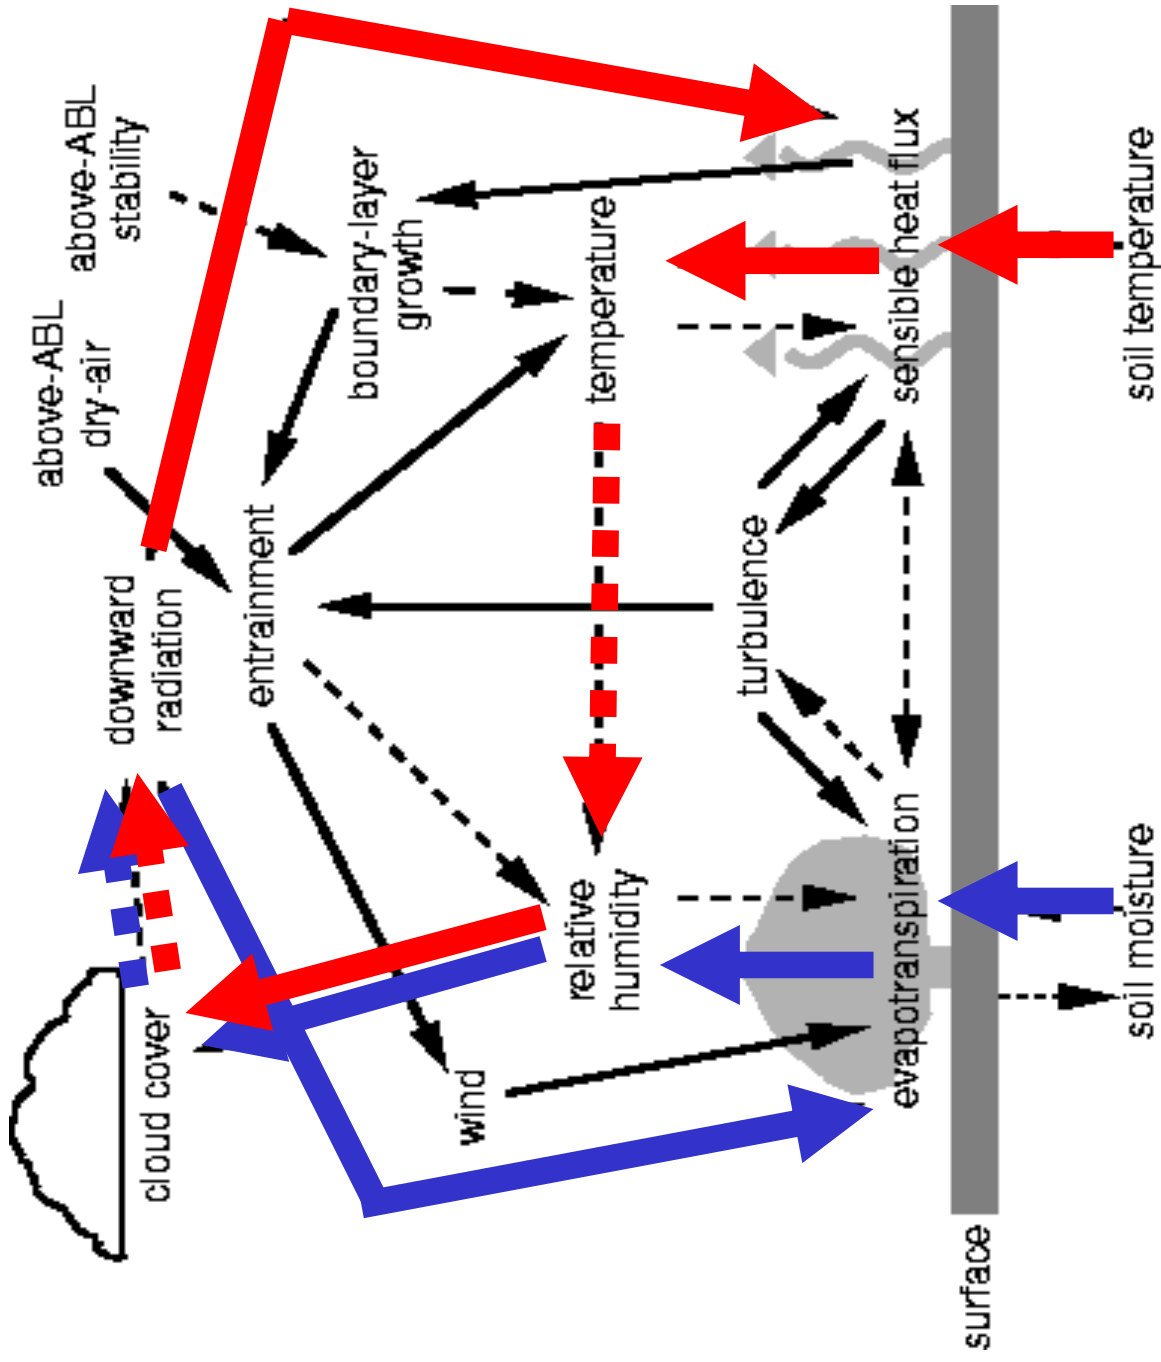 cloud cover
downward
radiation
above-ABL
dry-air
above-ABL
stability
entrainment
boundary-layer
growth
wind
relative
humidity
temperature
turbulence
evapotranspiration
sensible heat flux
surface
soil moisture
soil temperature